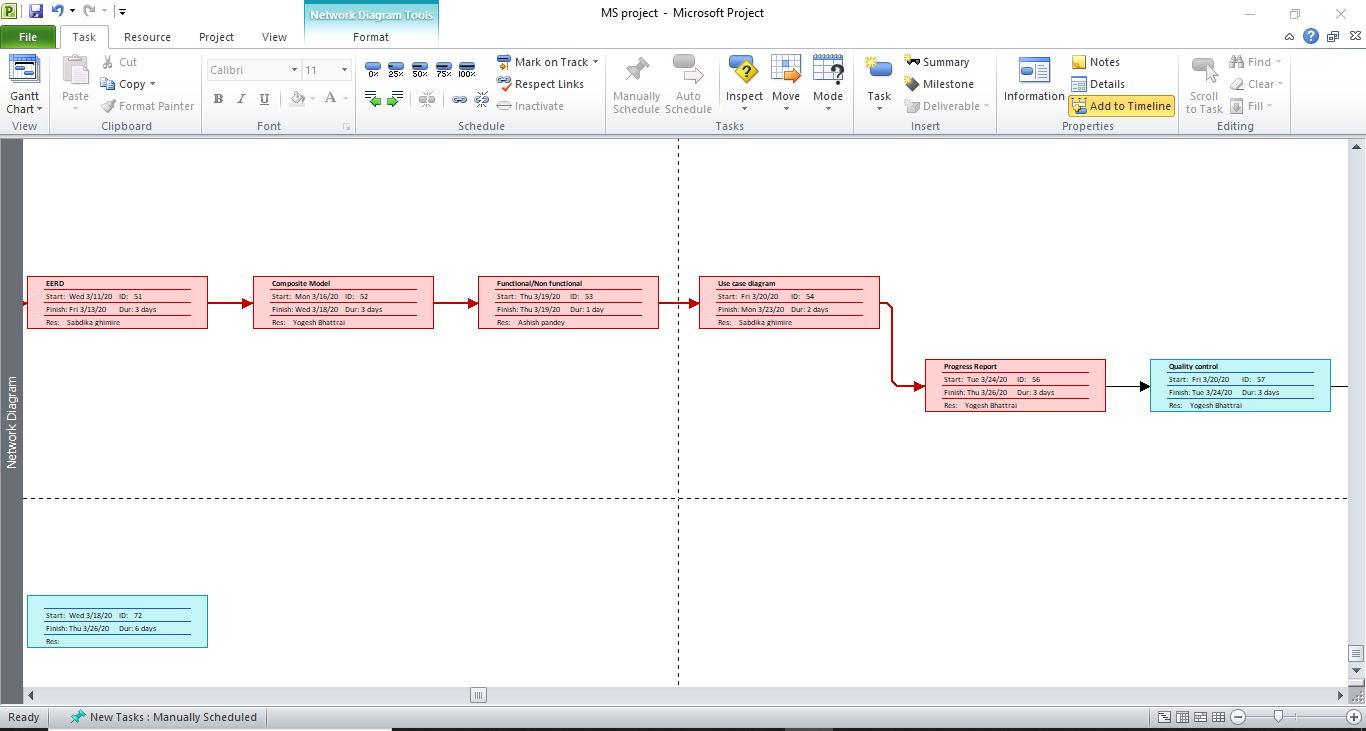 MS project - Microsoft Project
Network Diagram Tools
File Task Resource Project View Format
Gantt Chart
View
Paste
Cut
Copy
Format Painter
Clipboard
Calibri 11
B I U A
Font
0% 25% 50% 75% 100%
Mark on Track
Respect Links
Inactivate
Schedule
Manually Schedule
Auto Schedule
Inspect
Move
Mode
Tasks
Task
Summary
Milestone
Deliverable
Insert
Information
Notes
Details
Add to Timeline
Properties
Scroll to Task
Find
Clear
Fill
Editing
Network Diagram
EERD
Start: Wed 3/11/20 ID: 51
Finish: Fri 3/13/20 Dur: 3 days
Res: Sabdika ghimire
Composite Model
Start: Mon 3/16/20 ID: 52
Finish: Wed 3/18/20 Dur: 3 days
Res: Yogesh Bhattrai
Functional/Non functional
Start: Thu 3/19/20 ID: 53
Finish: Thu 3/19/20 Dur: 1 day
Res: Ashish pandey
Use case diagram
Start: Fri 3/20/20 ID: 54
Finish: Mon 3/23/20 Dur: 2 days
Res: Sabdika ghimire
Progress Report
Start: Tue 3/24/20 ID: 56
Finish: Thu 3/26/20 Dur: 3 days
Res: Yogesh Bhattrai
Quality control
Start: Fri 3/20/20 ID: 57
Finish: Tue 3/24/20 Dur: 3 days
Res: Yogesh Bhattrai
Start: Wed 3/18/20 ID: 72
Finish: Thu 3/26/20 Dur: 6 days
Res:
Ready New Tasks : Manually Scheduled